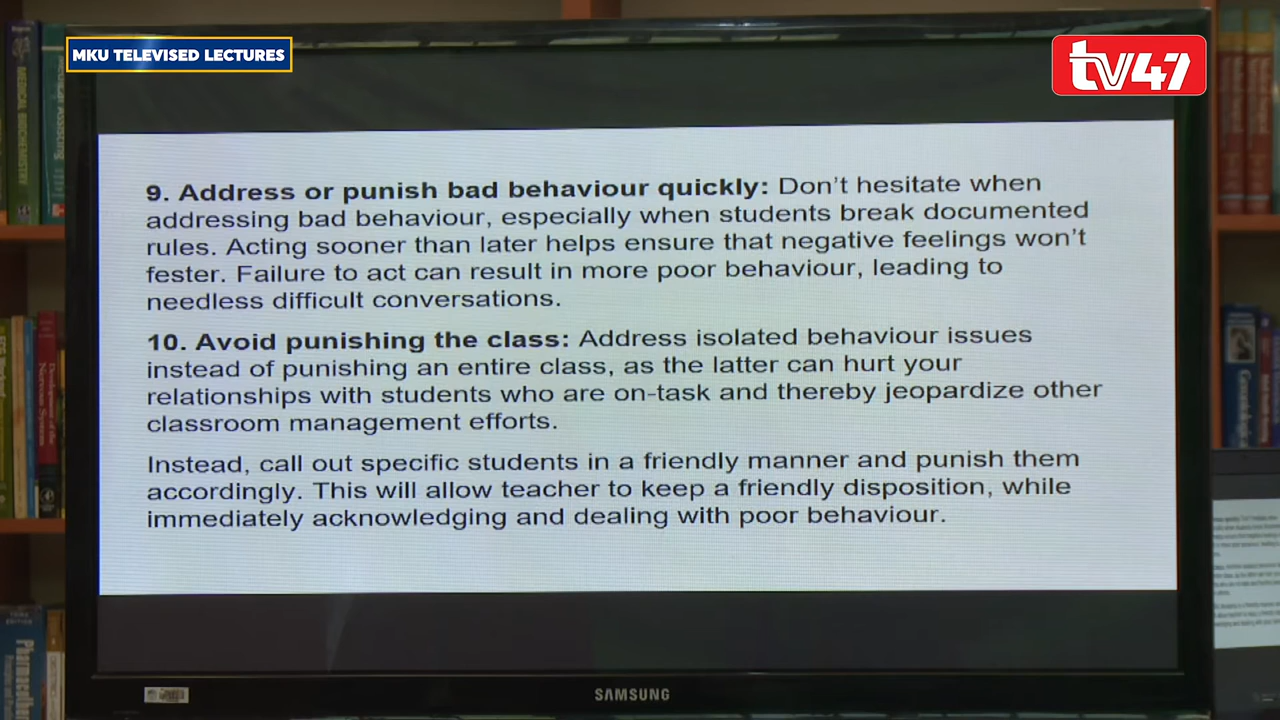 MKU TELEVISED LECTURES
tv47
9. Address or punish bad behaviour quickly: Don't hesitate when
addressing bad behaviour, especially when students break documented
rules. Acting sooner than later helps ensure that negative feelings won't
fester. Failure to act can result in more poor behaviour, leading to
needless difficult conversations.
10. Avoid punishing the class: Address isolated behaviour issues
instead of punishing an entire class, as the latter can hurt your
relationships with students who are on-task and thereby jeopardize other
classroom management efforts.
Instead, call out specific students in a friendly manner and punish them
accordingly. This will allow teacher to keep a friendly disposition, while
immediately acknowledging and dealing with poor behaviour.
SAMSUNG